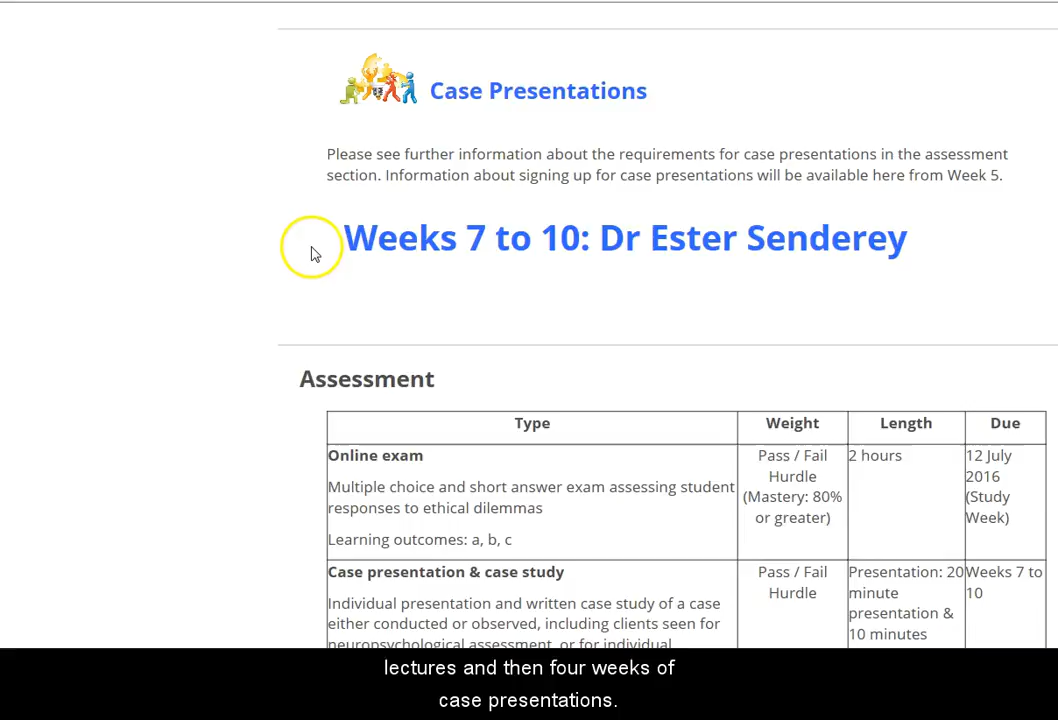 Case Presentations
Please see further information about the requirements for case presentations in the assessment
section. Information about signing up for case presentations will be available here from Week 5.
Weeks 7 to 10: Dr Ester Senderey
Assessment
Type Weight Length Due
Online exam
Multiple choice and short answer exam assessing student
responses to ethical dilemmas
Learning outcomes: a, b, c
Pass / Fail
Hurdle
(Mastery: 80%
or greater)
2 hours
12 July
2016
(Study
Week)
Case presentation & case study
Individual presentation and written case study of a case
either conducted or observed, including clients seen for
neuropsychological assessment, or for individual
Pass / Fail
Hurdle
Presentation: 20
minute
presentation &
10 minutes
Weeks 7 to
10
lectures and then four weeks of
case presentations.